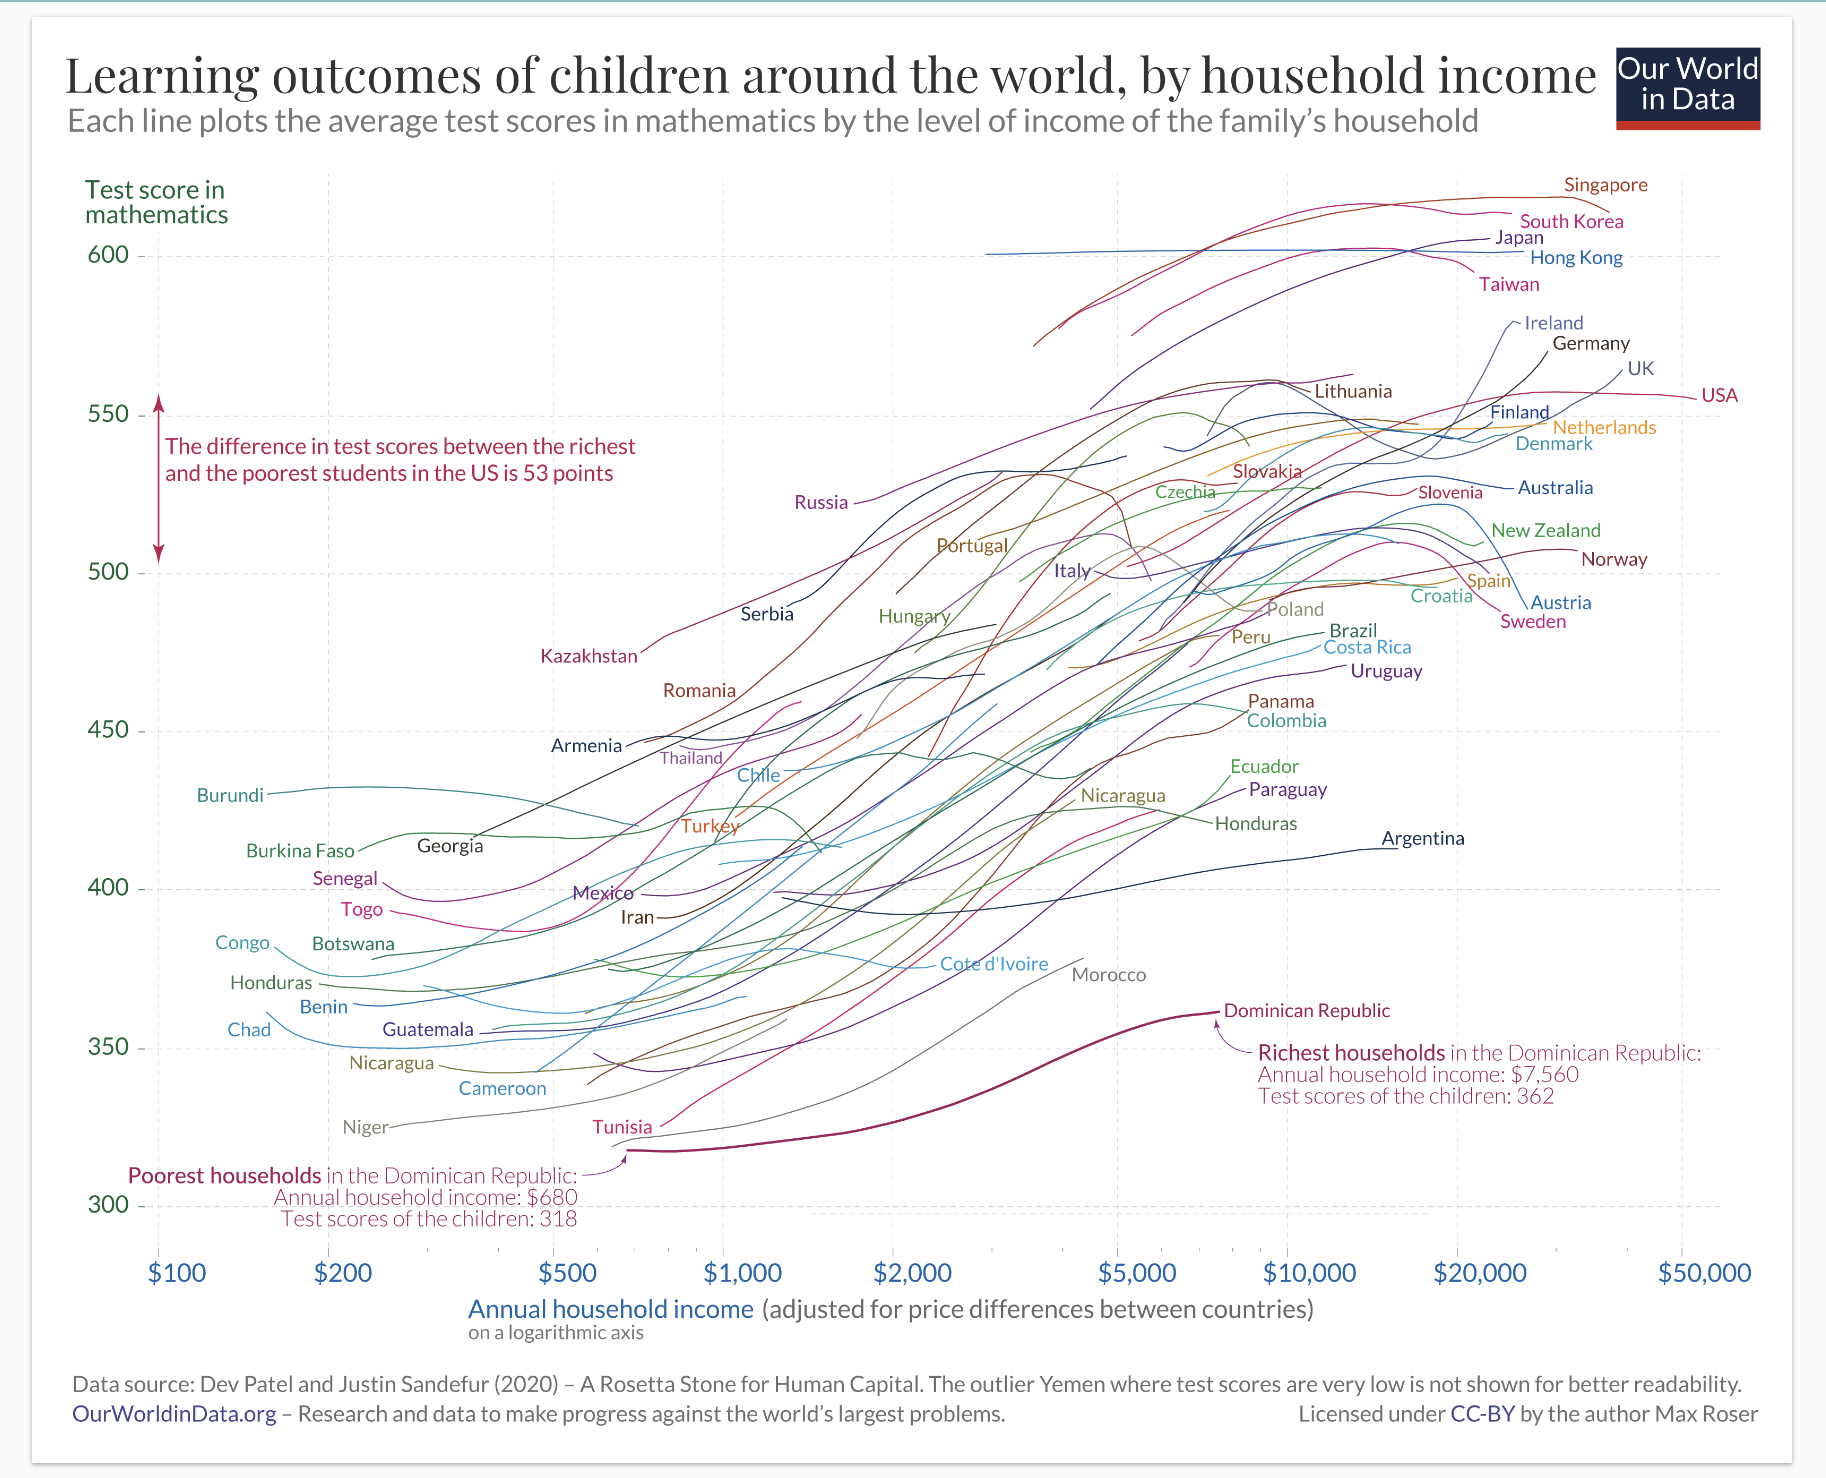 Learning outcomes of children around the world, by household income
Our World
in Data
Each line plots the average test scores in mathematics by the level of income of the family's household
Test score in
mathematics
Singapore
South Korea
Japan
600
Hong Kong
Taiwan
Ireland
Germany
UK
Lithuania
USA
550
Finland
Netherlands
Denmark
The difference in test scores between the richest
and the poorest students in the US is 53 points
Slovakia
Russia
Czechia
Australia
Slovenia
Portugal
New Zealand
Norway
500
Italy
Spain
Croatia
Serbia
Hungary
Poland
Austria
Sweden
Kazakhstan
Peru
Brazil
Costa Rica
Uruguay
Romania
Panama
Colombia
450
Armenia
Thailand
Chile
Ecuador
Burundi
Nicaragua
Paraguay
Turkey
Honduras
Burkina Faso
Georgia
Argentina
Senegal
400
Mexico
Togo
Iran
Congo
Botswana
Cote d'Ivoire
Morocco
Honduras
Benin
Dominican Republic
Chad
Guatemala
350
Richest households in the Dominican Republic:
Annual household income: $7,560
Test scores of the children: 362
Nicaragua
Cameroon
Niger
Tunisia
Poorest households in the Dominican Republic:
Annual household income: $680
Test scores of the children: 318
300
$100
$200
$500
$1,000
$2,000
$5,000
$10,000
$20,000
$50,000
Annual household income (adjusted for price differences between countries)
on a logarithmic axis
Data source: Dev Patel and Justin Sandefur (2020) – A Rosetta Stone for Human Capital. The outlier Yemen where test scores are very low is not shown for better readability.
OurWorldinData.org – Research and data to make progress against the world's largest problems.
Licensed under CC-BY by the author Max Roser